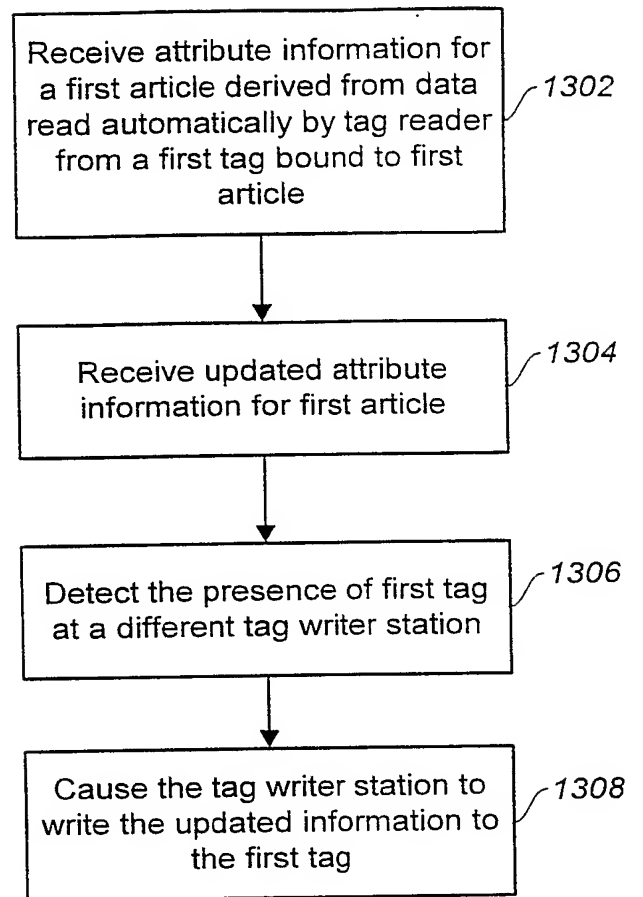 Receive attribute information for
a first article derived from data
read automatically by tag reader
from a first tag bound to first
article
1302
Receive updated attribute
information for first article
1304
Detect the presence of first tag
at a different tag writer station
1306
Cause the tag writer station to
write the updated information to
the first tag
1308